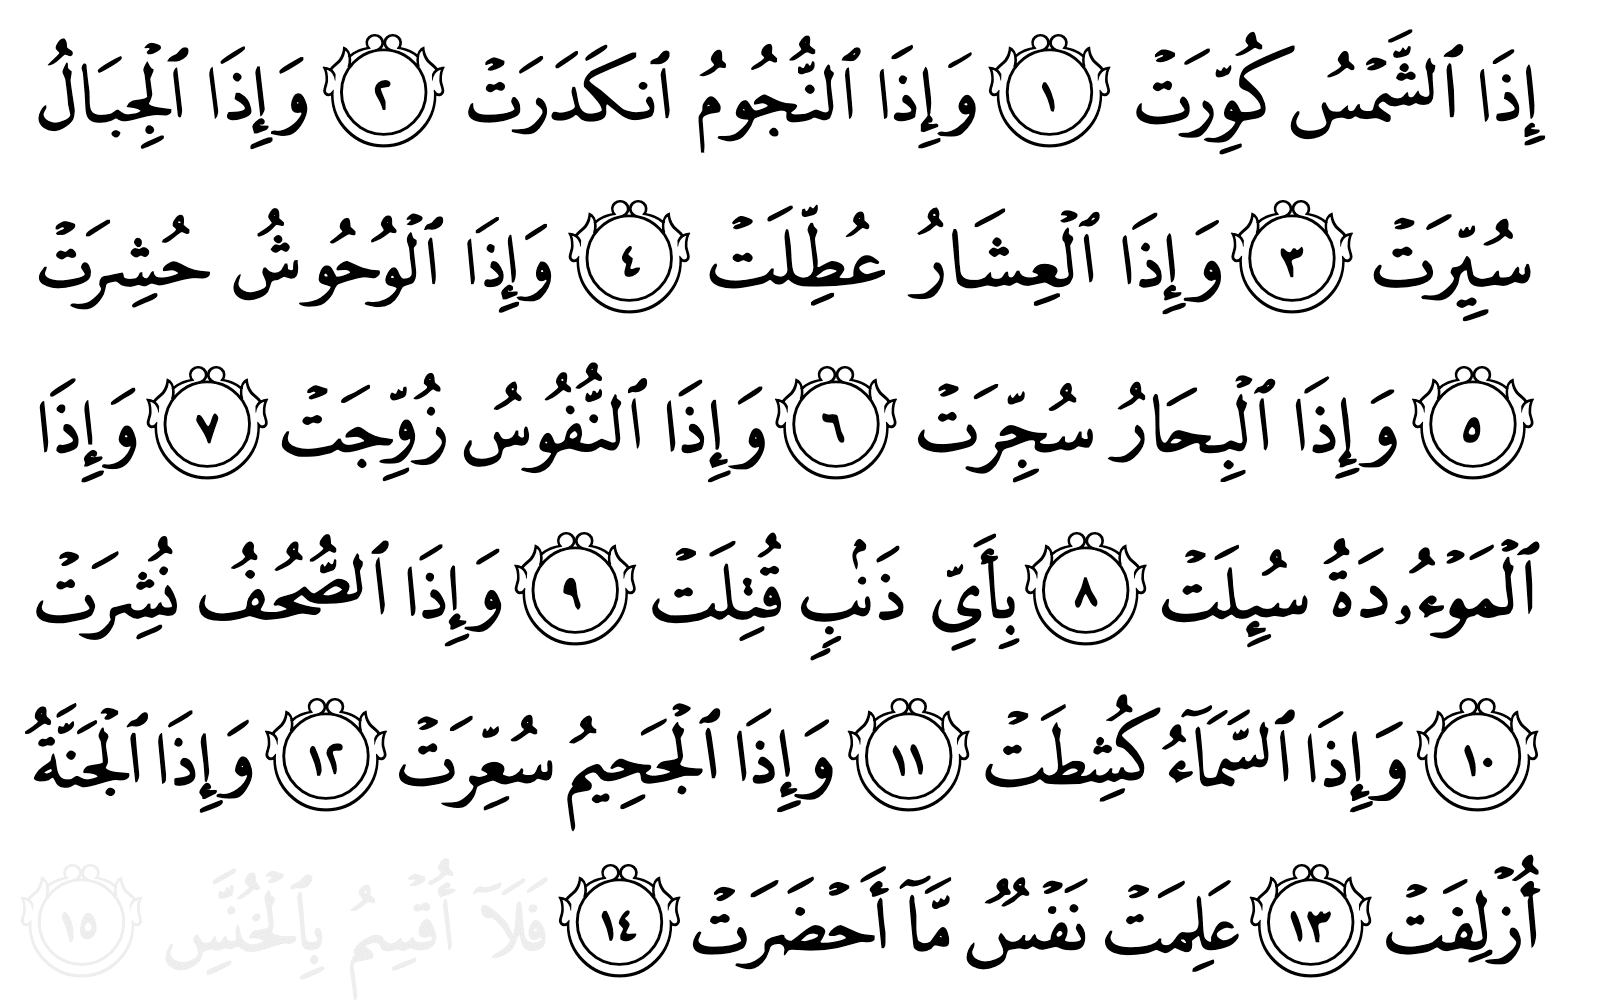 إِذَا ٱلشَّمْسُ كُوِّرَتْ ١ وَإِذَا ٱلنُّجُومُ ٱنكَدَرَتْ ٢ وَإِذَا ٱلْجِبَالُ
سُيِّرَتْ ٣ وَإِذَا ٱلْعِشَارُ عُطِّلَتْ ٤ وَإِذَا ٱلْوُحُوشُ حُشِرَتْ
٥ وَإِذَا ٱلْبِحَارُ سُجِّرَتْ ٦ وَإِذَا ٱلنُّفُوسُ زُوِّجَتْ ٧ وَإِذَا
ٱلْمَوْءُۥدَةُ سُئِلَتْ ٨ بِأَىِّ ذَنۢبٍ قُتِلَتْ ٩ وَإِذَا ٱلصُّحُفُ نُشِرَتْ
١٠ وَإِذَا ٱلسَّمَآءُ كُشِطَتْ ١١ وَإِذَا ٱلْجَحِيمُ سُعِّرَتْ ١٢ وَإِذَا ٱلْجَنَّةُ
أُزْلِفَتْ ١٣ عَلِمَتْ نَفْسٌ مَّآ أَحْضَرَتْ ١٤ فَلَآ أُقْسِمُ بِٱلْخُنَّسِ ١٥